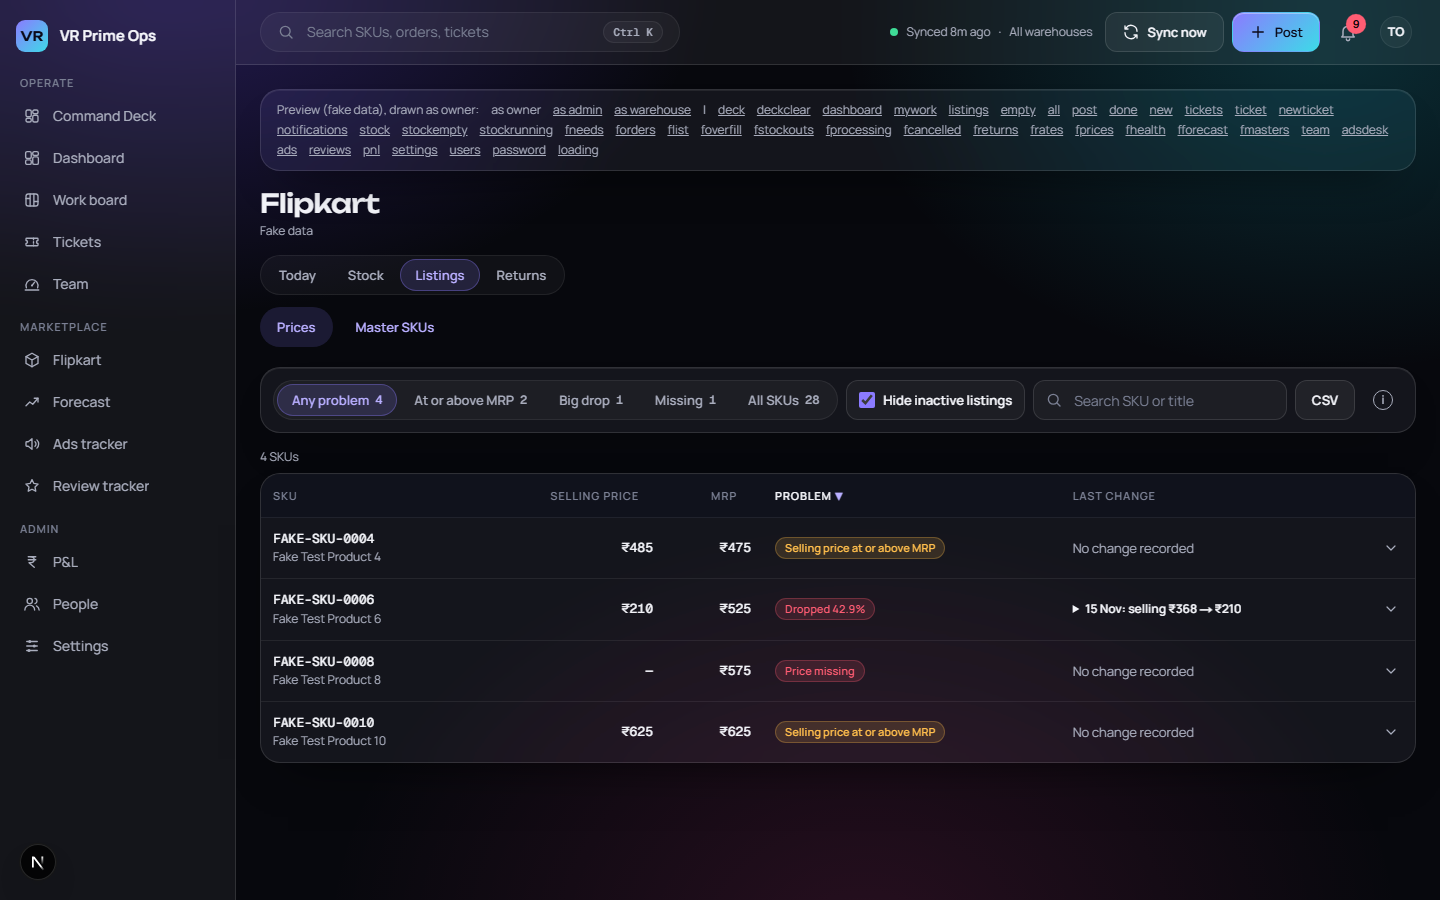 VR VR Prime Ops
Search SKUs, orders, tickets Ctrl K
Synced 8m ago · All warehouses
Sync now
+ Post
9
TO
OPERATE
Command Deck
Dashboard
Work board
Tickets
Team
MARKETPLACE
Flipkart
Forecast
Ads tracker
Review tracker
ADMIN
₹ P&L
People
Settings
N
Preview (fake data), drawn as owner: as owner as admin as warehouse | deck deckclear dashboard mywork listings empty all post done new tickets ticket newticket
notifications stock stockempty stockrunning fneeds forders flist foverfill fstockouts fprocessing fcancelled freturns frates fprices fhealth fforecast fmasters team adsdesk
ads reviews pnl settings users password loading
Flipkart
Fake data
Today Stock Listings Returns
Prices Master SKUs
Any problem 4 At or above MRP 2 Big drop 1 Missing 1 All SKUs 28 Hide inactive listings Search SKU or title CSV i
4 SKUs
SKU SELLING PRICE MRP PROBLEM ▼ LAST CHANGE
FAKE-SKU-0004
Fake Test Product 4
₹485 ₹475 Selling price at or above MRP No change recorded
FAKE-SKU-0006
Fake Test Product 6
₹210 ₹525 Dropped 42.9% ▶ 15 Nov: selling ₹368 → ₹210
FAKE-SKU-0008
Fake Test Product 8
– ₹575 Price missing No change recorded
FAKE-SKU-0010
Fake Test Product 10
₹625 ₹625 Selling price at or above MRP No change recorded